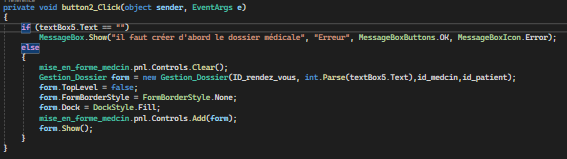 private void button2_Click(object sender, EventArgs e)
{
if (textBox5.Text == "")
MessageBox.Show("il faut créer d'abord le dossier médicale", "Erreur", MessageBoxButtons.OK, MessageBoxIcon.Error);
else
{
mise_en_forme_medcin.pnl.Controls.Clear();
Gestion_Dossier form = new Gestion_Dossier(ID_rendez_vous, int.Parse(textBox5.Text),id_medcin,id_patient);
form.TopLevel = false;
form.FormBorderStyle = FormBorderStyle.None;
form.Dock = DockStyle.Fill;
mise_en_forme_medcin.pnl.Controls.Add(form);
form.Show();
}
}